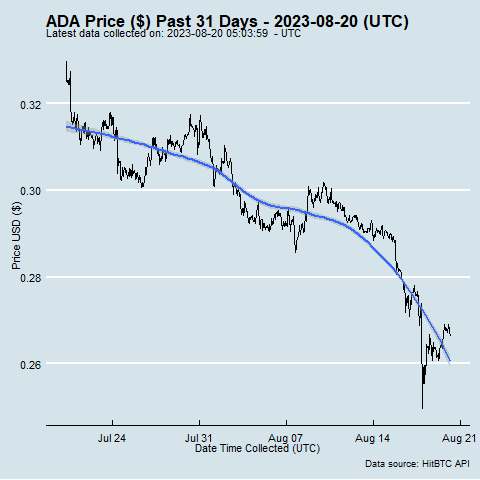 ADA Price ($) Past 31 Days - 2023-08-20 (UTC)
Latest data collected on: 2023-08-20 05:03:59 - UTC
0.32
0.30
0.28
0.26
Price USD ($)
Jul 24
Jul 31
Aug 07
Aug 14
Aug 21
Date Time Collected (UTC)
Data source: HitBTC API